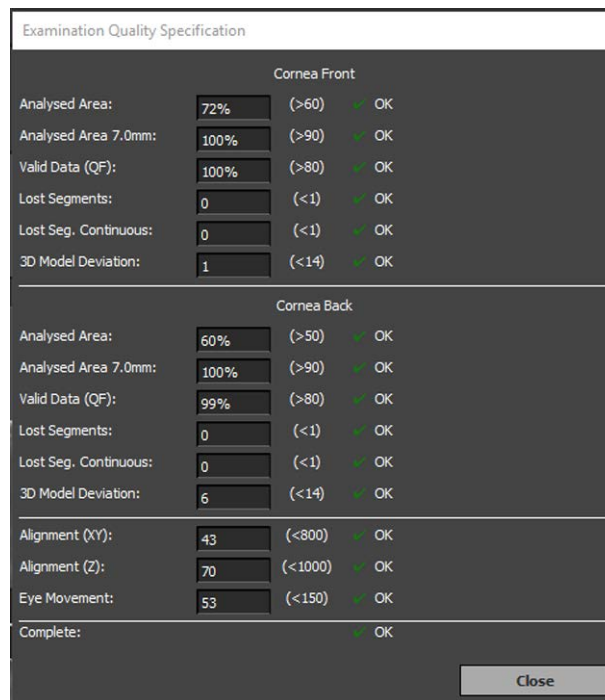 Examination Quality Specification
Cornea Front
Analysed Area: 72% (>60) OK
Analysed Area 7.0mm: 100% (>90) OK
Valid Data (QF): 100% (>80) OK
Lost Segments: 0 (<1) OK
Lost Seg. Continuous: 0 (<1) OK
3D Model Deviation: 1 (<14) OK
Cornea Back
Analysed Area: 60% (>50) OK
Analysed Area 7.0mm: 100% (>90) OK
Valid Data (QF): 99% (>80) OK
Lost Segments: 0 (<1) OK
Lost Seg. Continuous: 0 (<1) OK
3D Model Deviation: 6 (<14) OK
Alignment (XY): 43 (<800) OK
Alignment (Z): 70 (<1000) OK
Eye Movement: 53 (<150) OK
Complete: OK
Close